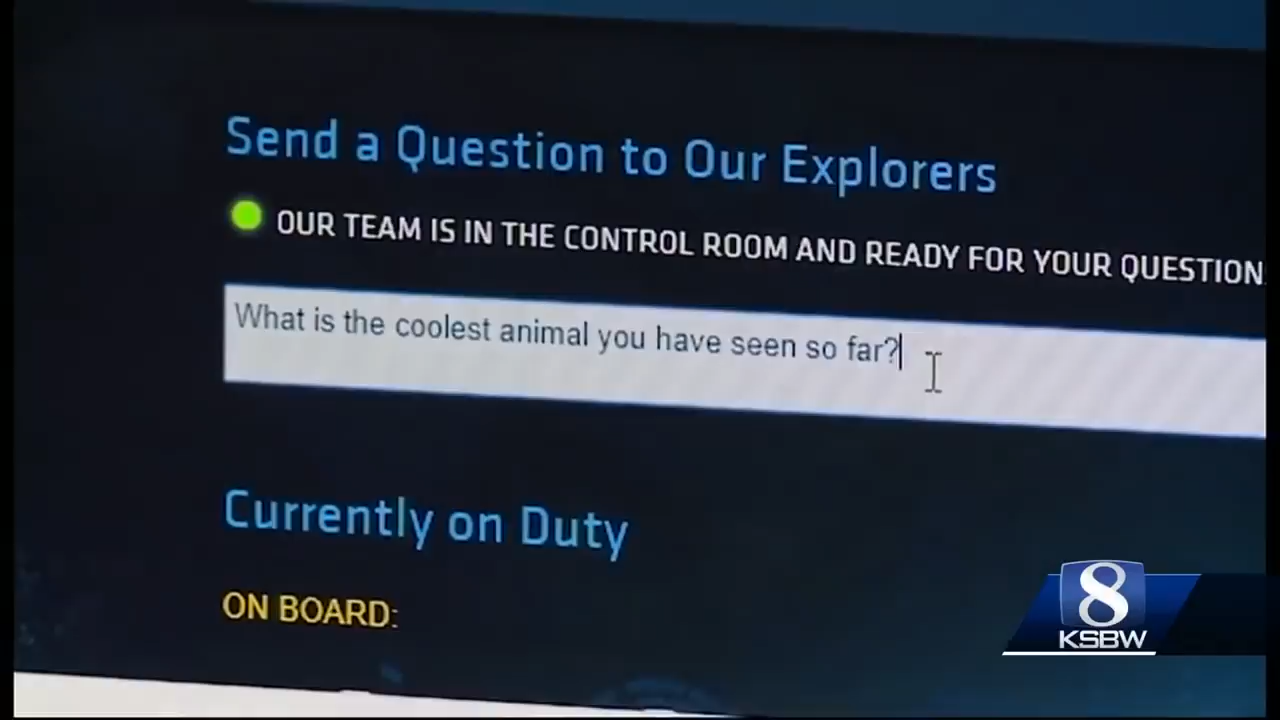 Send a Question to Our Explorers
OUR TEAM IS IN THE CONTROL ROOM AND READY FOR YOUR QUESTION
What is the coolest animal you have seen so far?
Currently on Duty
ON BOARD:
8
KSBW